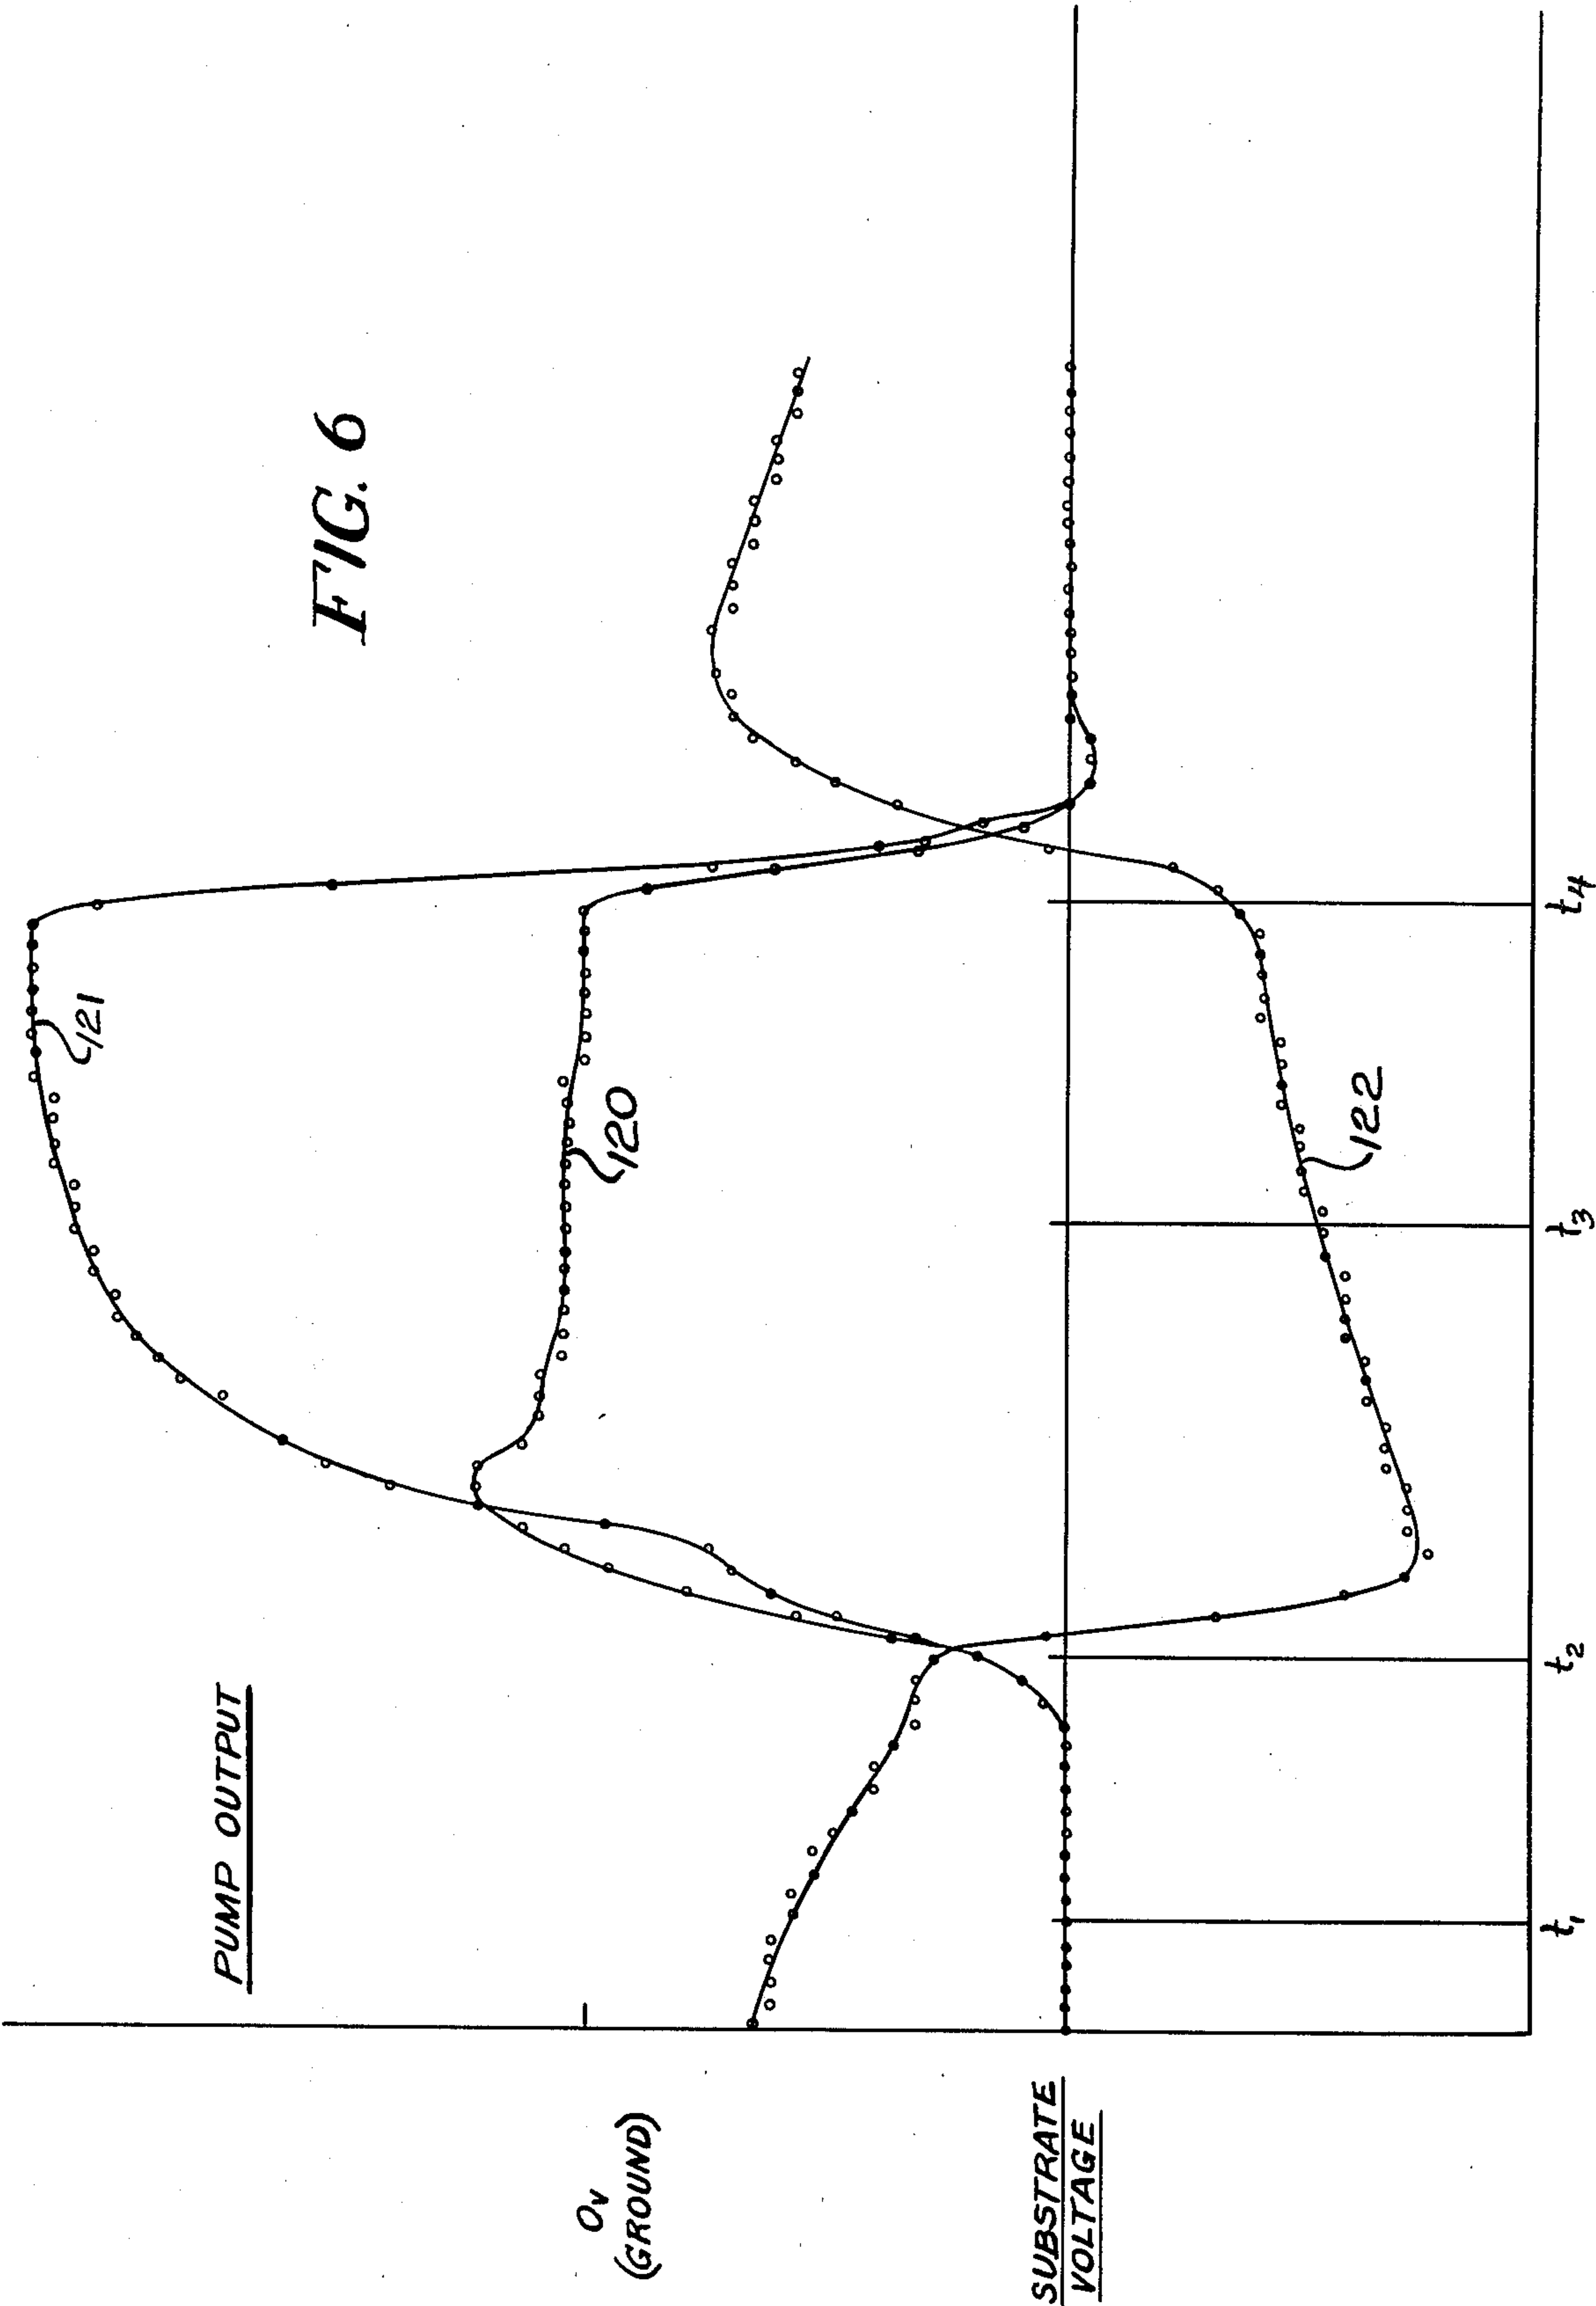 PUMP OUTPUT
FIG. 6
121
120
122
0v
(GROUND)
SUBSTRATE
VOLTAGE
t1
t2
t3
t4